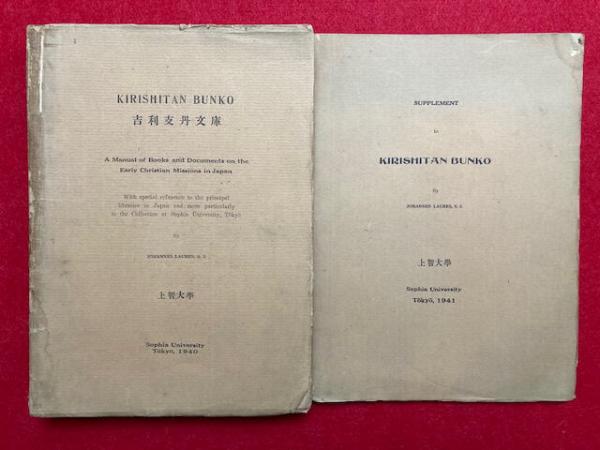 KIRISHITAN BUNKO
吉利支丹文庫
A Manual of Books and Documents on the
Early Christian Missions in Japan
With special reference to the principal
libraries in Japan and more particularly
to the Collection at Sophia University, Tōkyō
By
JOHANNES LAURES, S. J.
上智大學
Sophia University
Tōkyō, 1940
SUPPLEMENT
to
KIRISHITAN BUNKO
By
JOHANNES LAURES, S. J.
上智大學
Sophia University
Tōkyō, 1941